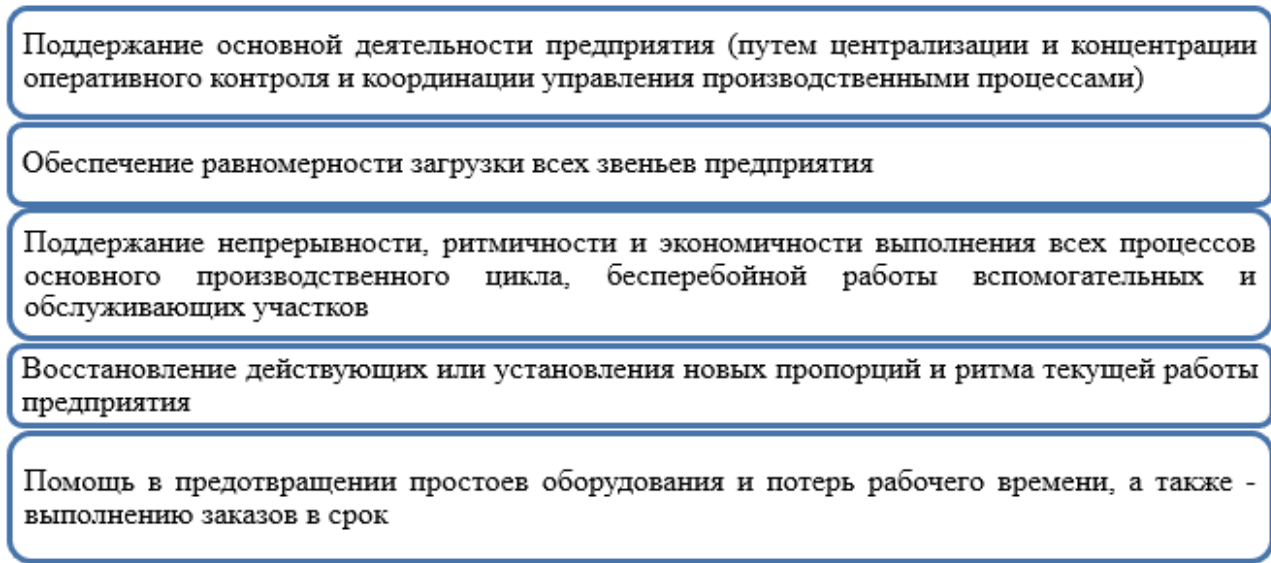 Поддержание основной деятельности предприятия (путем централизации и концентрации
оперативного контроля и координации управления производственными процессами)
Обеспечение равномерности загрузки всех звеньев предприятия
Поддержание непрерывности, ритмичности и экономичности выполнения всех процессов
основного производственного цикла, бесперебойной работы вспомогательных и
обслуживающих участков
Восстановление действующих или установления новых пропорций и ритма текущей работы
предприятия
Помощь в предотвращении простоев оборудования и потерь рабочего времени, а также -
выполнению заказов в срок